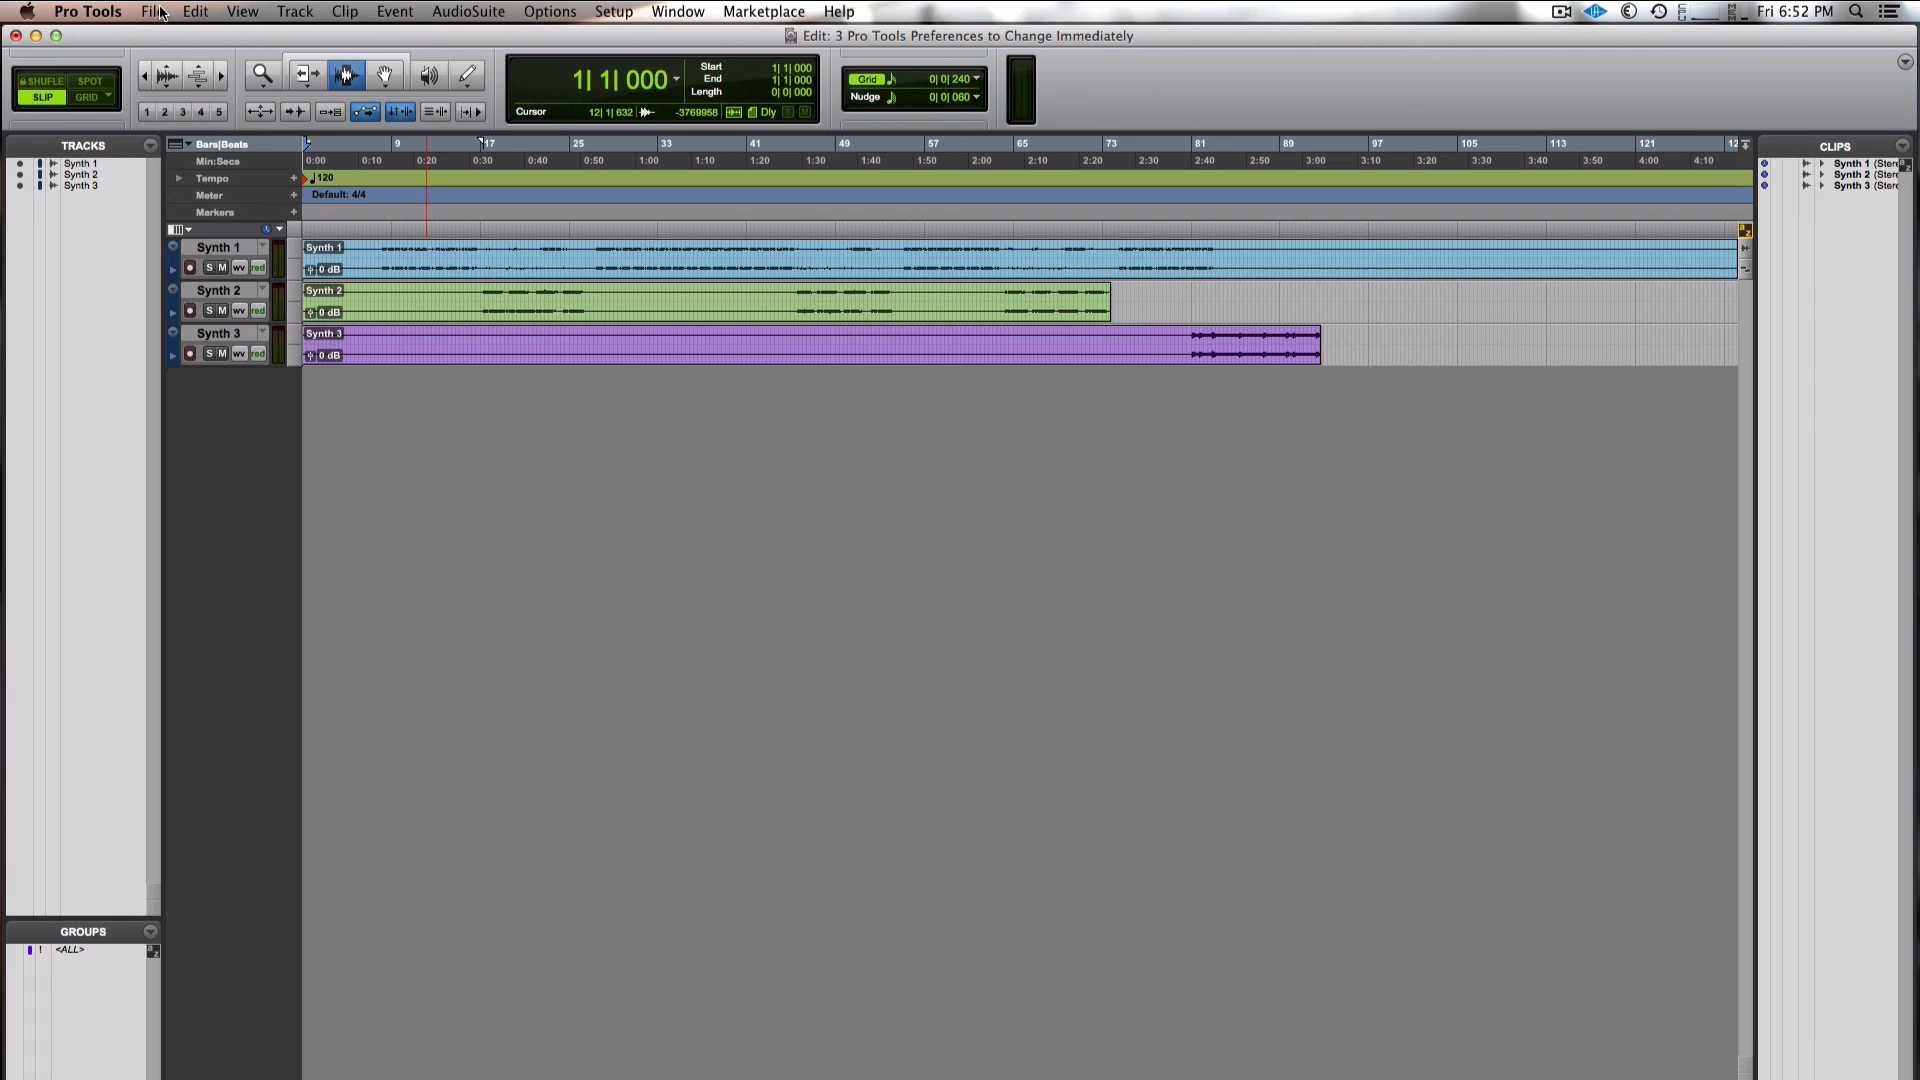 Pro Tools File Edit View Track Clip Event AudioSuite Options Setup Window Marketplace Help Fri 6:52 PM
Edit: 3 Pro Tools Preferences to Change Immediately
SHUFLE SPOT
SLIP GRID
1 2 3 4 5
1| 1| 000
Start 1| 1| 000
End 1| 1| 000
Length 0| 0| 000
Cursor 12| 1| 632 -3769958 Dly
Grid 0| 0| 240
Nudge 0| 0| 060
TRACKS
Synth 1
Synth 2
Synth 3
Bars|Beats 9 17 25 33 41 49 57 65 73 81 89 97 105 113 121 12
Min:Secs 0:00 0:10 0:20 0:30 0:40 0:50 1:00 1:10 1:20 1:30 1:40 1:50 2:00 2:10 2:20 2:30 2:40 2:50 3:00 3:10 3:20 3:30 3:40 3:50 4:00 4:10
Tempo 120
Meter Default: 4/4
Markers
Synth 1
S M wv red
Synth 1
0 dB
Synth 2
S M wv red
Synth 2
0 dB
Synth 3
S M wv red
Synth 3
0 dB
CLIPS
Synth 1 (Stere
Synth 2 (Stere
Synth 3 (Stere
GROUPS
! <ALL>